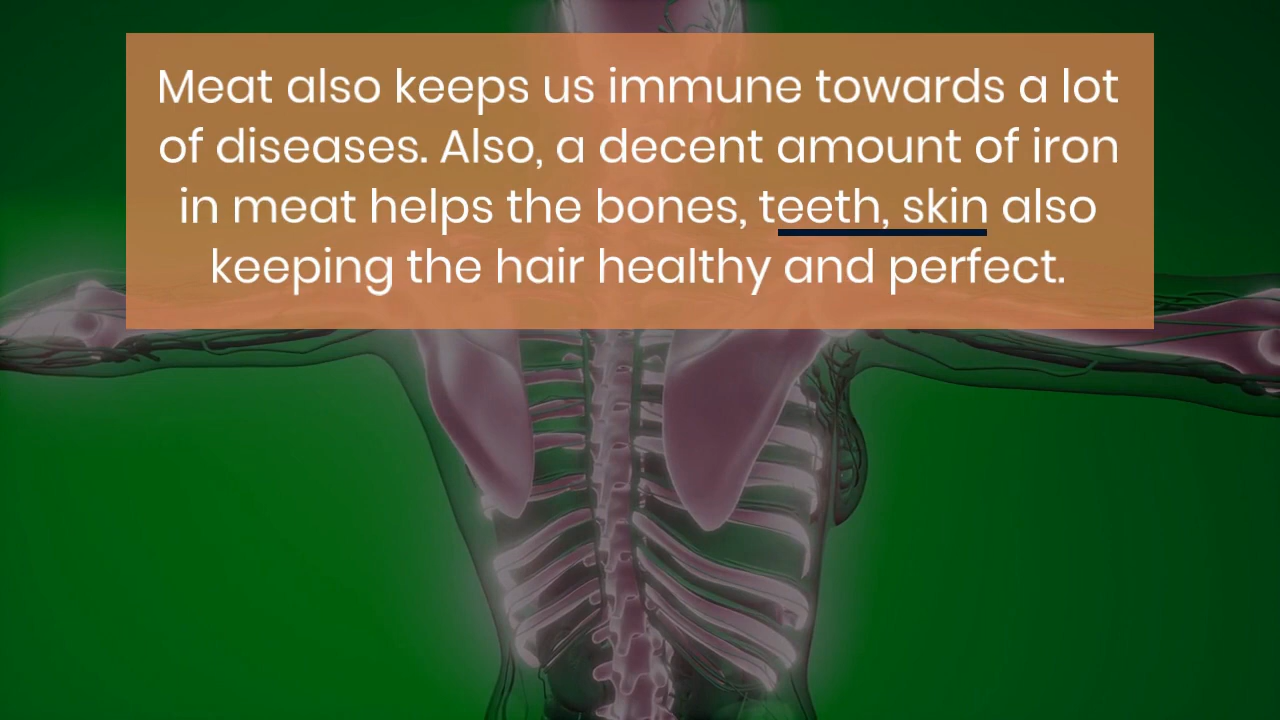 Meat also keeps us immune towards a lot
of diseases. Also, a decent amount of iron
in meat helps the bones, teeth, skin also
keeping the hair healthy and perfect.